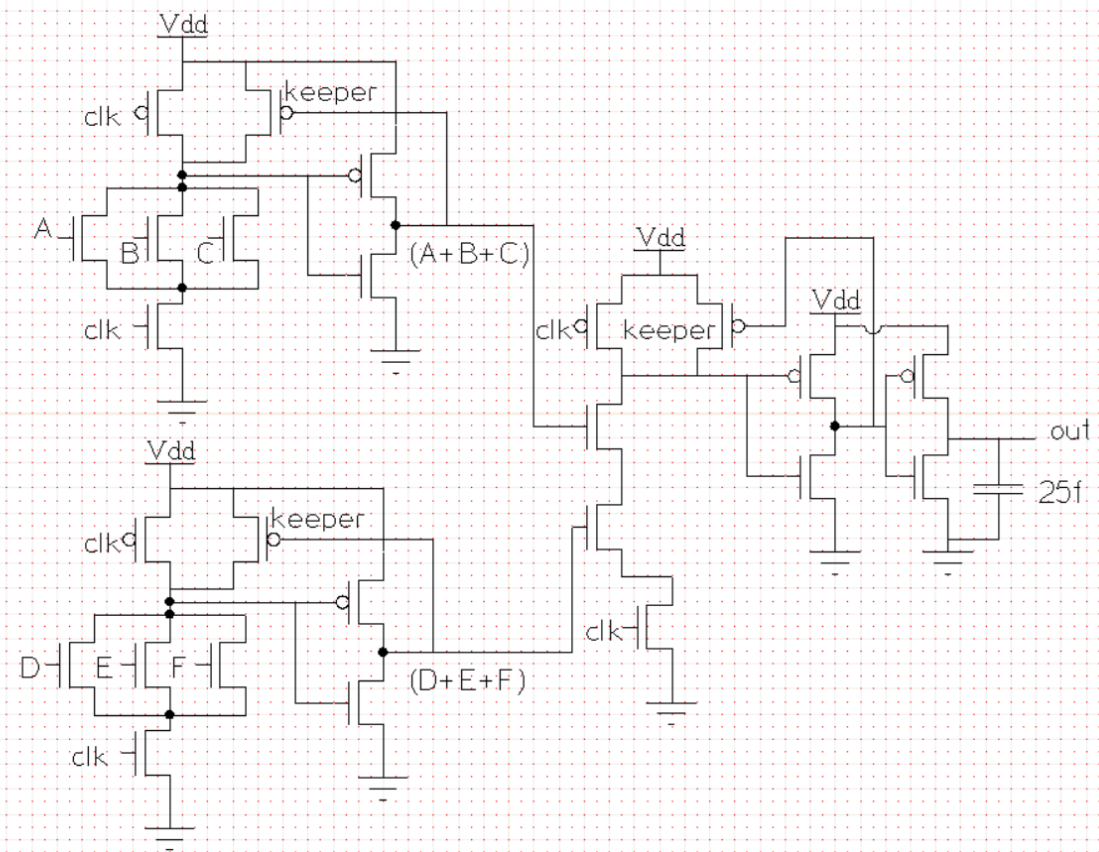 Vdd
keeper
clk
A
B
C
(A+B+C)
clk
Vdd
Vdd
clk
keeper
out
25f
Vdd
keeper
clk
clk
D
E
F
(D+E+F)
clk